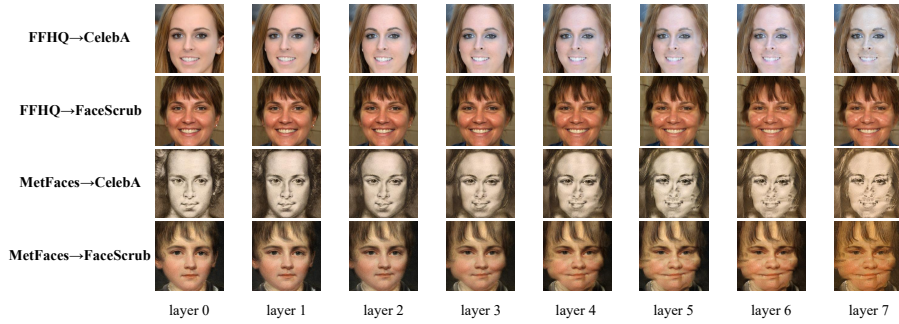 FFHQ→CelebA
FFHQ→FaceScrub
MetFaces→CelebA
MetFaces→FaceScrub
layer 0 layer 1 layer 2 layer 3 layer 4 layer 5 layer 6 layer 7